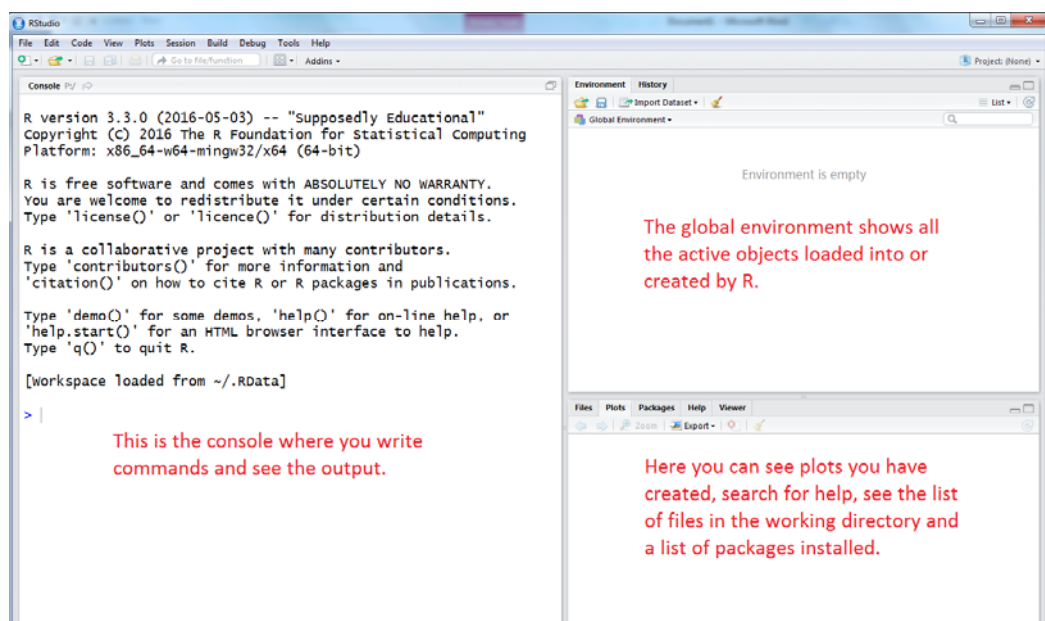 RStudio
File Edit Code View Plots Session Build Debug Tools Help
Go to file/function Addins
Project: (None)
Console P:/
R version 3.3.0 (2016-05-03) -- "Supposedly Educational"
Copyright (C) 2016 The R Foundation for Statistical Computing
Platform: x86_64-w64-mingw32/x64 (64-bit)
R is free software and comes with ABSOLUTELY NO WARRANTY.
You are welcome to redistribute it under certain conditions.
Type 'license()' or 'licence()' for distribution details.
R is a collaborative project with many contributors.
Type 'contributors()' for more information and
'citation()' on how to cite R or R packages in publications.
Type 'demo()' for some demos, 'help()' for on-line help, or
'help.start()' for an HTML browser interface to help.
Type 'q()' to quit R.
[Workspace loaded from ~/.RData]
>
This is the console where you write
commands and see the output.
Environment History
Import Dataset List
Global Environment
Environment is empty
The global environment shows all
the active objects loaded into or
created by R.
Files Plots Packages Help Viewer
Zoom Export
Here you can see plots you have
created, search for help, see the list
of files in the working directory and
a list of packages installed.